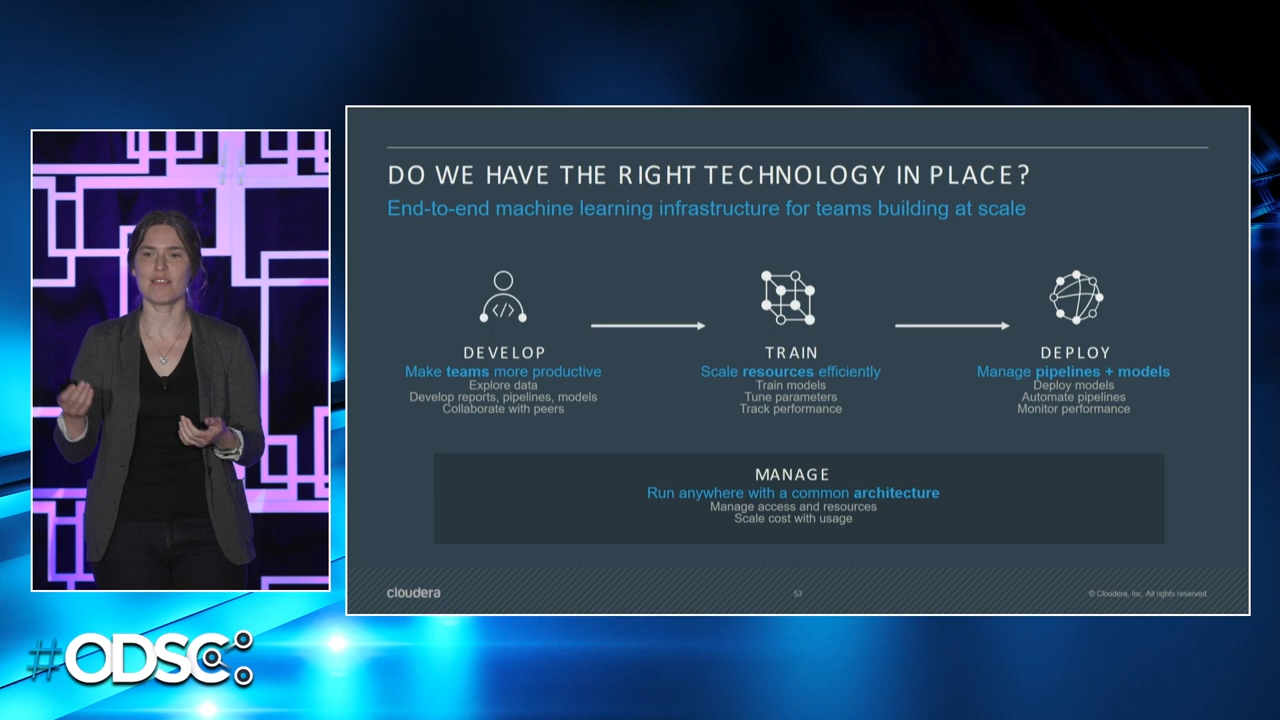 DO WE HAVE THE RIGHT TECHNOLOGY IN PLACE?
End-to-end machine learning infrastructure for teams building at scale
</>
DEVELOP
Make teams more productive
Explore data
Develop reports, pipelines, models
Collaborate with peers
TRAIN
Scale resources efficiently
Train models
Tune parameters
Track performance
DEPLOY
Manage pipelines + models
Deploy models
Automate pipelines
Monitor performance
MANAGE
Run anywhere with a common architecture
Manage access and resources
Scale cost with usage
cloudera
53
© Cloudera, Inc. All rights reserved.
#ODSC